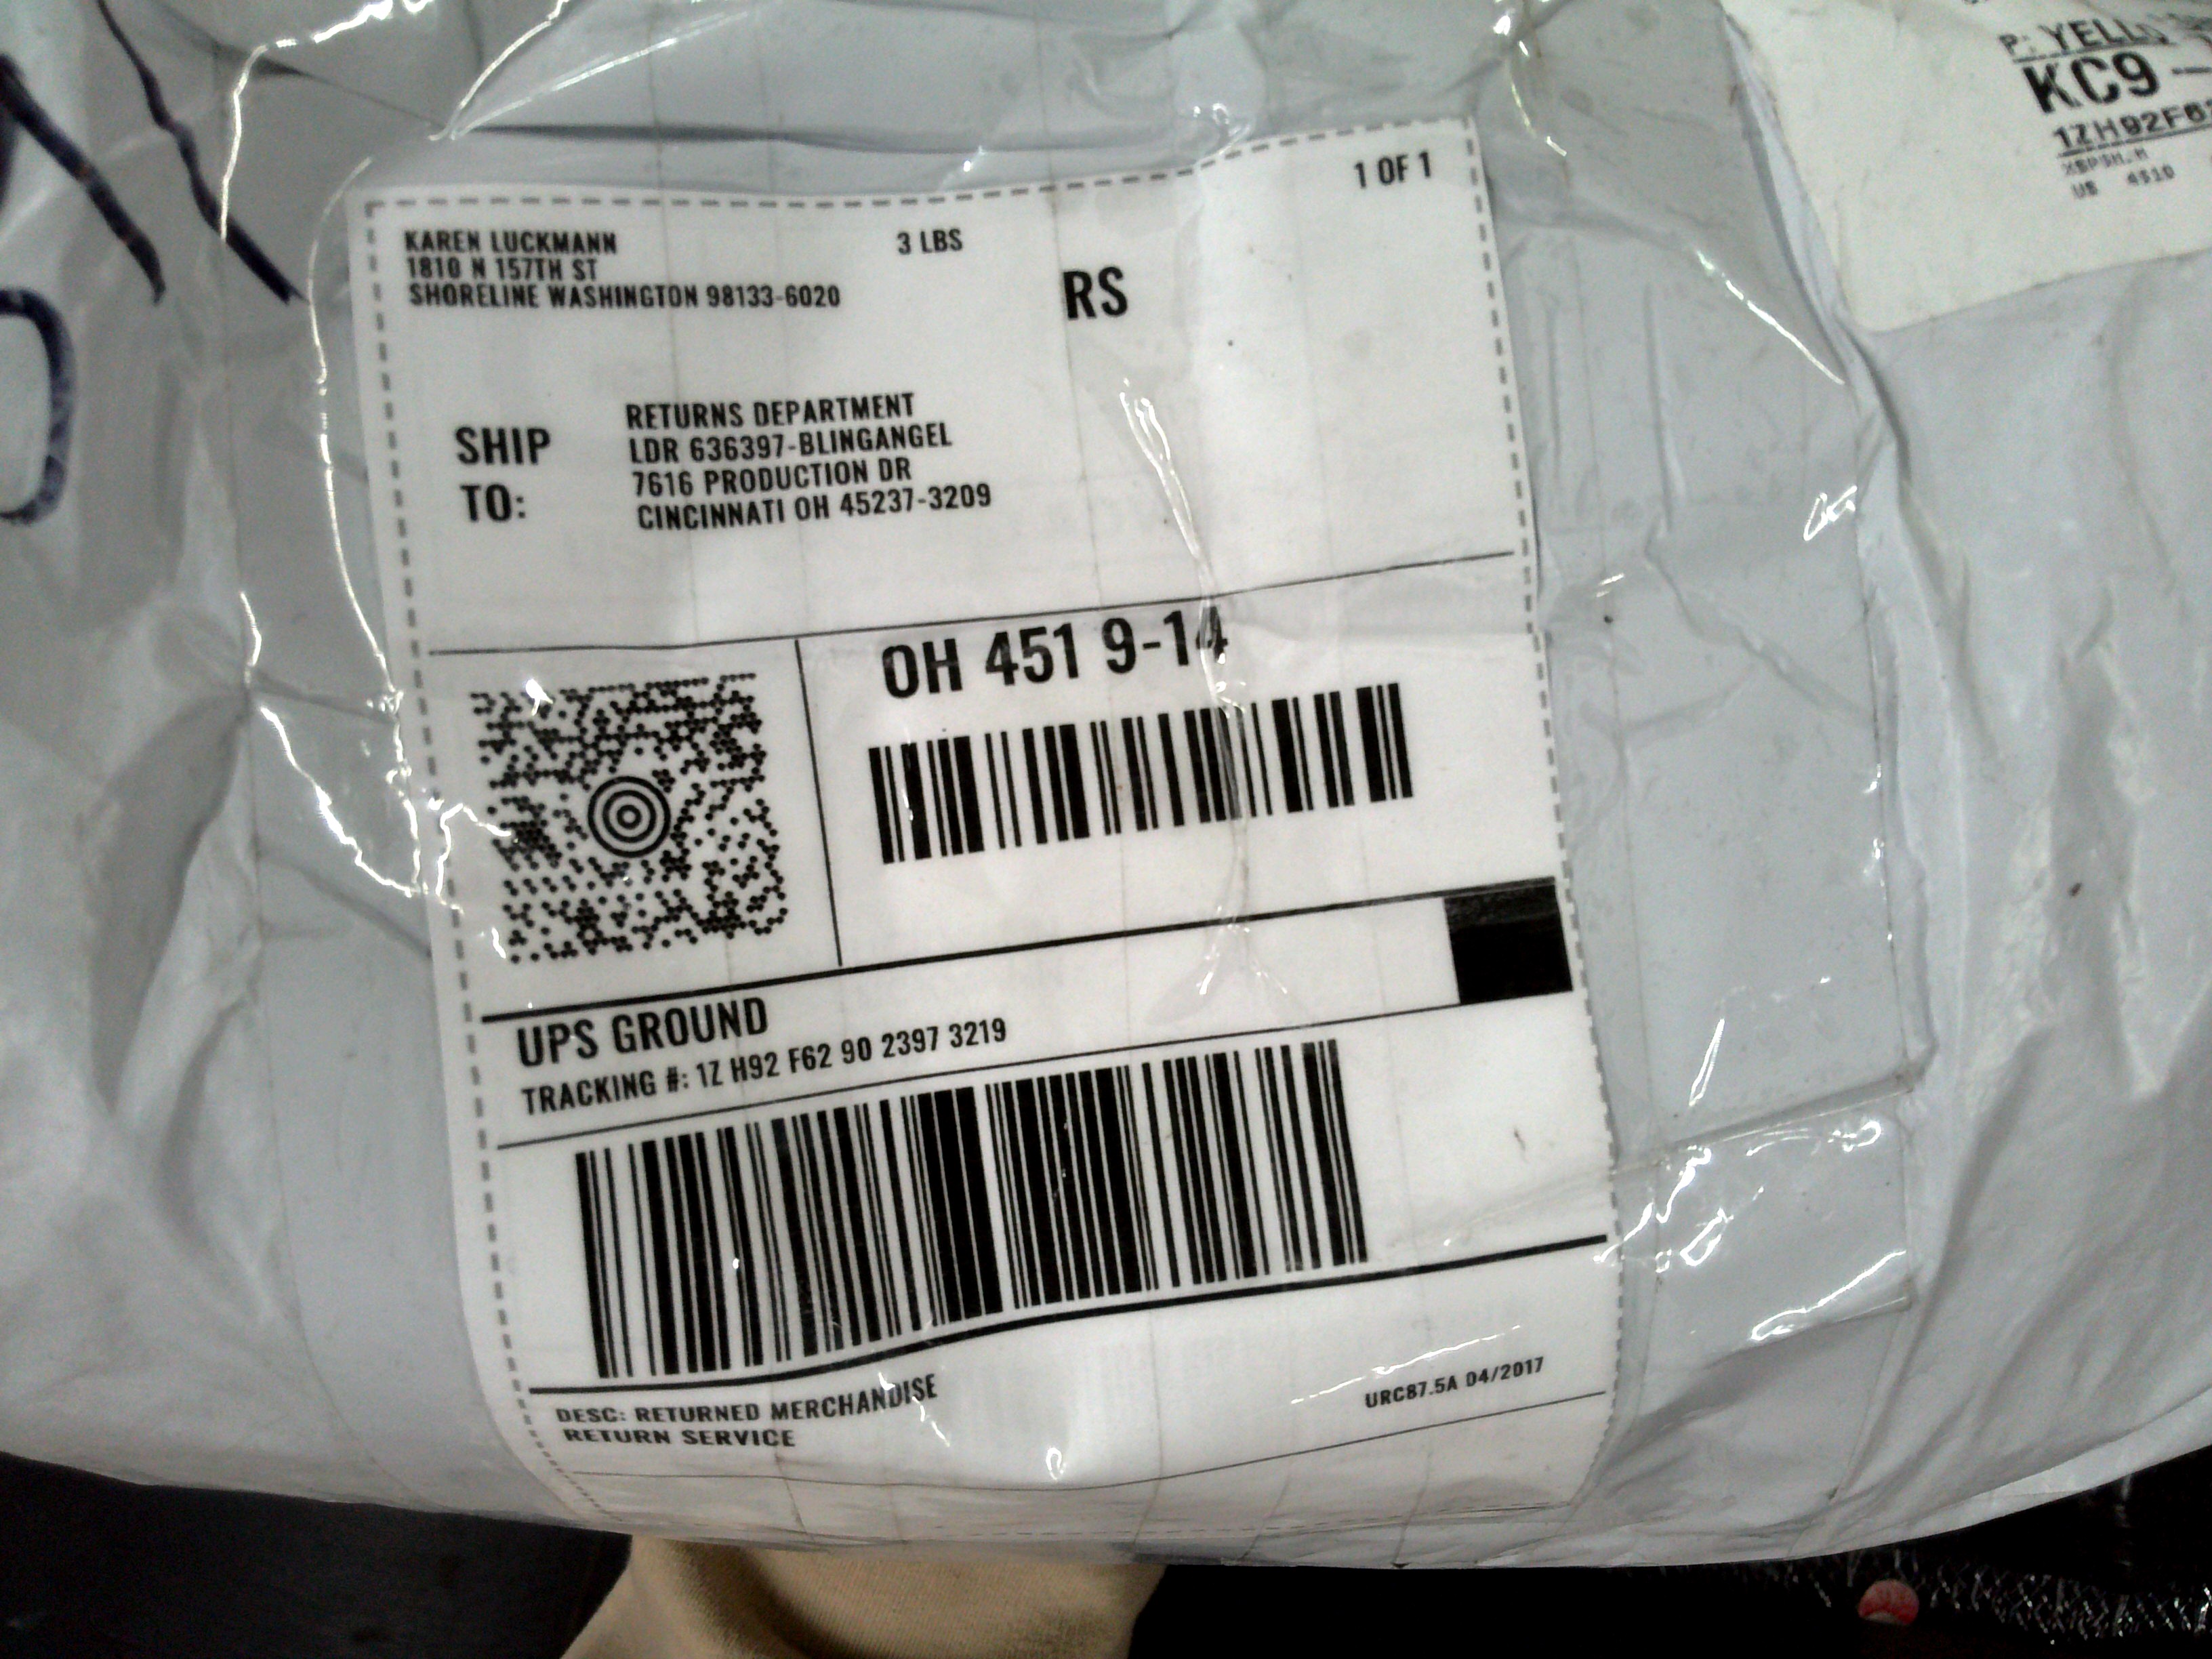 KAREN LUCKMANN
1810 N 157TH ST
SHORELINE WASHINGTON 98133-6020
3 LBS
RS
1 OF 1
SHIP TO:
RETURNS DEPARTMENT
LDR 636397-BLINGANGEL
7616 PRODUCTION DR
CINCINNATI OH 45237-3209
OH 451 9-14
UPS GROUND
TRACKING #: 1Z H92 F62 90 2397 3219
DESC: RETURNED MERCHANDISE
RETURN SERVICE
URC87.5A 04/2017
P:
KC9 –
US 4510